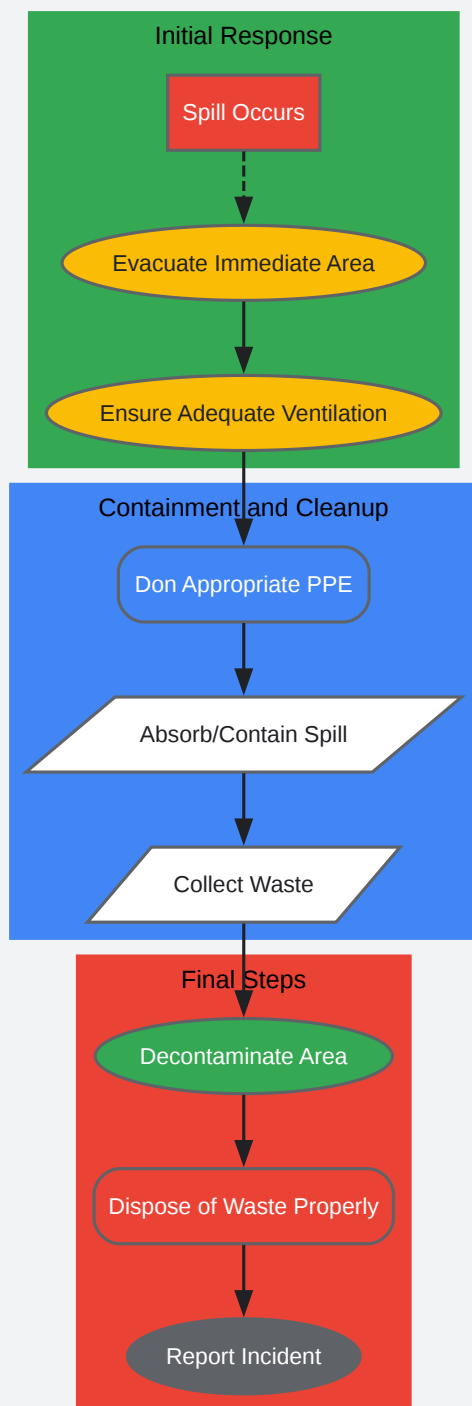 Initial Response
Spill Occurs
Evacuate Immediate Area
Ensure Adequate Ventilation
Containment and Cleanup
Don Appropriate PPE
Absorb/Contain Spill
Collect Waste
Final Steps
Decontaminate Area
Dispose of Waste Properly
Report Incident